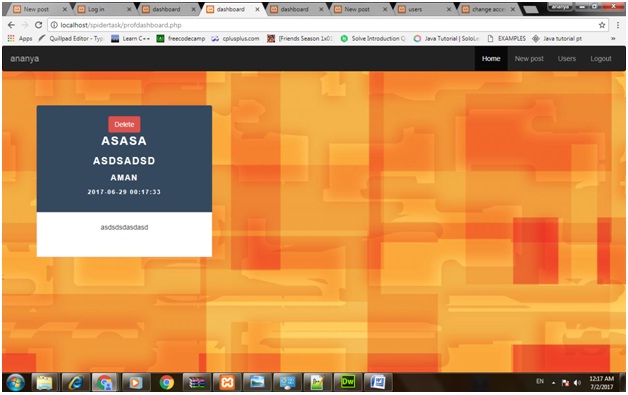 New post
Log in
dashboard
dashboard
dashboard
New post
users
change acces
ananya
localhost/spidertask/profdashboard.php
Apps
Quillpad Editor - Typ
Learn C++
freecodecamp
cplusplus.com
[Friends Season 1x01
Solve Introduction Q
Java Tutorial | SoloLe
EXAMPLES
Java tutorial pt
ananya
Home
New post
Users
Logout
Delete
ASASA
ASDSADSD
AMAN
2017-06-29 00:17:33
asdsdsdasdasd
EN
12:17 AM
7/2/2017